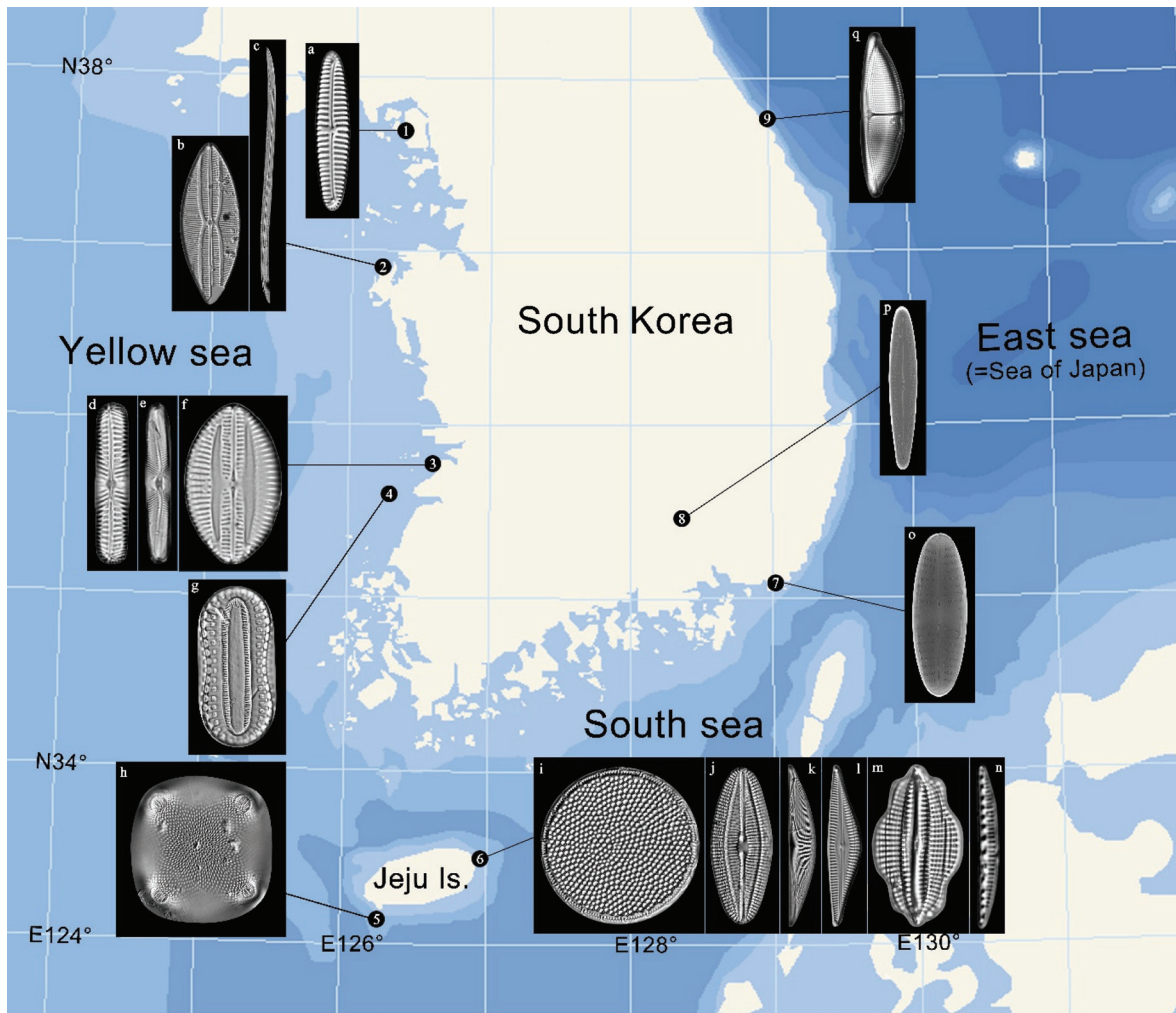 N38°
c
a
q
b
1
9
2
South Korea
p
Yellow sea
East sea
(=Sea of Japan)
d
e
f
3
4
8
o
g
7
South sea
N34°
h
i
j
k
l
m
n
6
Jeju Is.
5
E124°
E126°
E128°
E130°